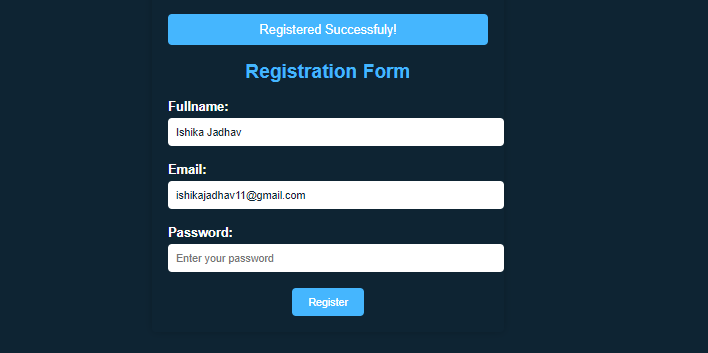 Registered Successfuly!
Registration Form
Fullname:
Ishika Jadhav
Email:
ishikajadhav11@gmail.com
Password:
Enter your password
Register